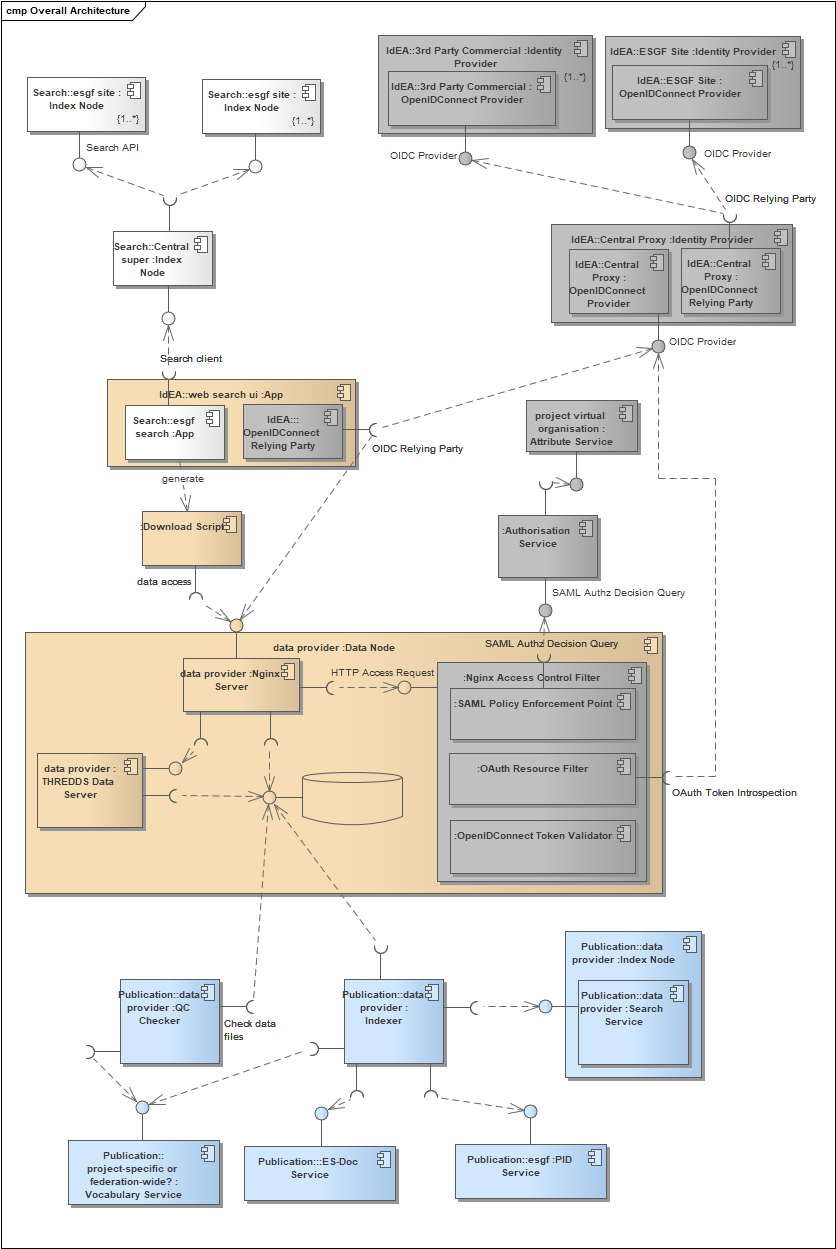 cmp Overall Architecture
IdEA::3rd Party Commercial :Identity
Provider
{1..*}
IdEA::3rd Party Commercial :
OpenIDConnect Provider
IdEA::ESGF Site :Identity Provider
{1..*}
IdEA::ESGF Site :
OpenIDConnect Provider
Search::esgf site :
Index Node
{1..*}
Search::esgf site :
Index Node
{1..*}
Search API
OIDC Provider
OIDC Provider
OIDC Relying Party
Search::Central
super :Index
Node
IdEA::Central Proxy :Identity Provider
IdEA::Central
Proxy :
OpenIDConnect
Provider
IdEA::Central
Proxy :
OpenIDConnect
Relying Party
OIDC Provider
Search client
IdEA::web search ui :App
Search::esgf
search :App
IdEA:::
OpenIDConnect
Relying Party
OIDC Relying Party
project virtual
organisation :
Attribute Service
generate
:Download Script
:Authorisation
Service
data access
SAML Authz Decision Query
SAML Authz Decision Query
data provider :Data Node
data provider :Nginx
Server
HTTP Access Request
:Nginx Access Control Filter
:SAML Policy Enforcement Point
:OAuth Resource Filter
:OpenIDConnect Token Validator
OAuth Token Introspection
data provider :
THREDDS Data
Server
Publication::data
provider :QC
Checker
Check data
files
Publication::data
provider :
Indexer
Publication::data
provider :Index Node
Publication::data
provider :Search
Service
Publication::
project-specific or
federation-wide? :
Vocabulary Service
Publication:::ES-Doc
Service
Publication::esgf :PID
Service